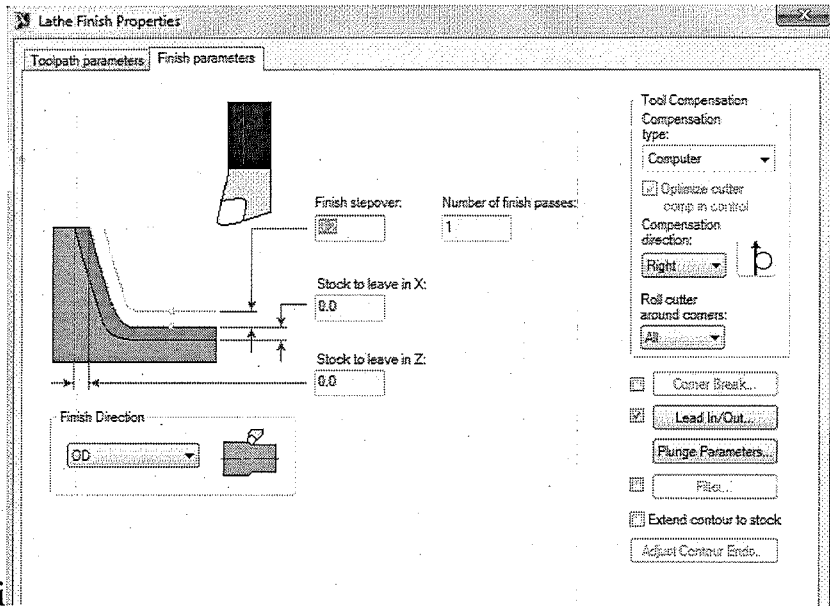 Lathe Finish Properties
Toolpath parameters
Finish parameters
Finish stepover:
Number of finish passes:
1
Stock to leave in X:
0.0
Stock to leave in Z:
0.0
Finish Direction
OD
Tool Compensation
Compensation
type:
Computer
Optimize cutter
comp in control
Compensation
direction:
Right
Roll cutter
around corners:
All
Corner Break...
Lead In/Out...
Plunge Parameters...
Filter...
Extend contour to stock
Adjust Contour Ends..